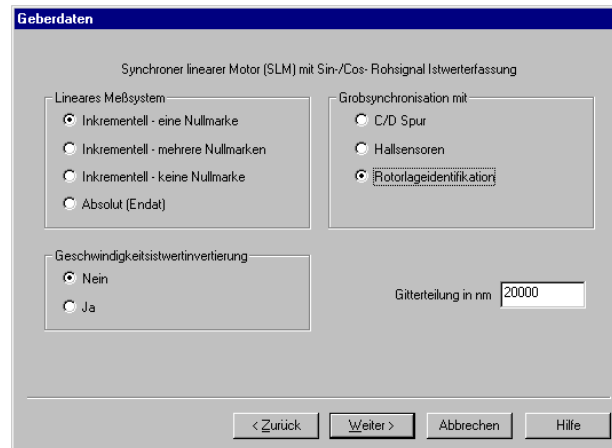 Geberdaten
Synchroner linearer Motor (SLM) mit Sin-/Cos- Rohsignal Istwerterfassung
Lineares Meßsystem
Inkrementell - eine Nullmarke
Inkrementell - mehrere Nullmarken
Inkrementell - keine Nullmarke
Absolut (Endat)
Grobsynchronisation mit
C/D Spur
Hallsensoren
Rotorlageidentifikation
Geschwindigkeitsistwertinvertierung
Nein
Ja
Gitterteilung in nm 20000
< Zurück Weiter > Abbrechen Hilfe